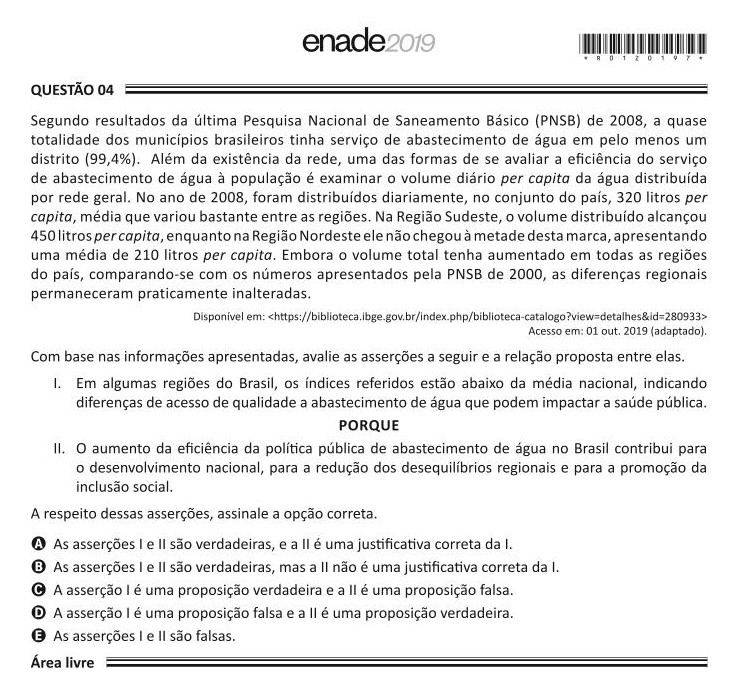 enade2019
*R0120197*
QUESTÃO 04
Segundo resultados da última Pesquisa Nacional de Saneamento Básico (PNSB) de 2008, a quase
totalidade dos municípios brasileiros tinha serviço de abastecimento de água em pelo menos um
distrito (99,4%). Além da existência da rede, uma das formas de se avaliar a eficiência do serviço
de abastecimento de água à população é examinar o volume diário per capita da água distribuída
por rede geral. No ano de 2008, foram distribuídos diariamente, no conjunto do país, 320 litros per
capita, média que variou bastante entre as regiões. Na Região Sudeste, o volume distribuído alcançou
450 litros per capita, enquanto na Região Nordeste ele não chegou à metade desta marca, apresentando
uma média de 210 litros per capita. Embora o volume total tenha aumentado em todas as regiões
do país, comparando-se com os números apresentados pela PNSB de 2000, as diferenças regionais
permaneceram praticamente inalteradas.
Disponível em: <https://biblioteca.ibge.gov.br/index.php/biblioteca-catalogo?view=detalhes&id=280933>
Acesso em: 01 out. 2019 (adaptado).
Com base nas informações apresentadas, avalie as asserções a seguir e a relação proposta entre elas.
I. Em algumas regiões do Brasil, os índices referidos estão abaixo da média nacional, indicando
diferenças de acesso de qualidade a abastecimento de água que podem impactar a saúde pública.
PORQUE
II. O aumento da eficiência da política pública de abastecimento de água no Brasil contribui para
o desenvolvimento nacional, para a redução dos desequilíbrios regionais e para a promoção da
inclusão social.
A respeito dessas asserções, assinale a opção correta.
A As asserções I e II são verdadeiras, e a II é uma justificativa correta da I.
B As asserções I e II são verdadeiras, mas a II não é uma justificativa correta da I.
C A asserção I é uma proposição verdadeira e a II é uma proposição falsa.
D A asserção I é uma proposição falsa e a II é uma proposição verdadeira.
E As asserções I e II são falsas.
Área livre